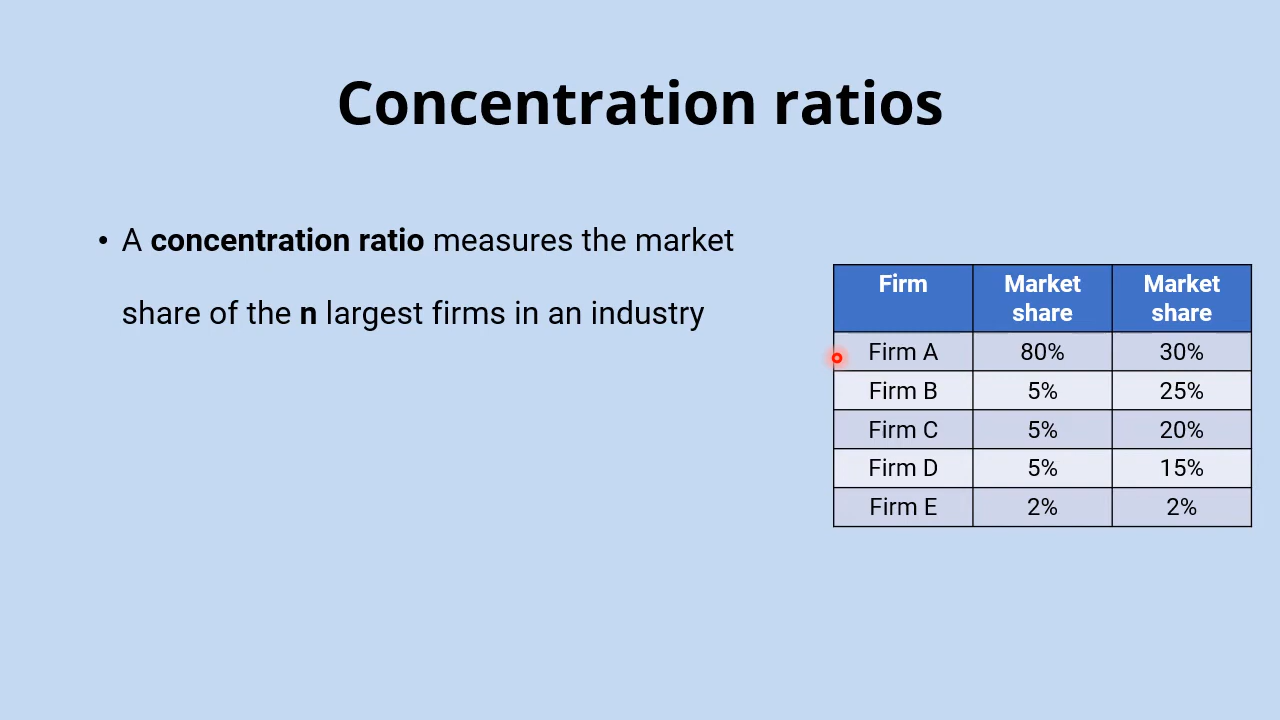 Concentration ratios
• A concentration ratio measures the market
share of the n largest firms in an industry
Firm Market share Market share
Firm A 80% 30%
Firm B 5% 25%
Firm C 5% 20%
Firm D 5% 15%
Firm E 2% 2%